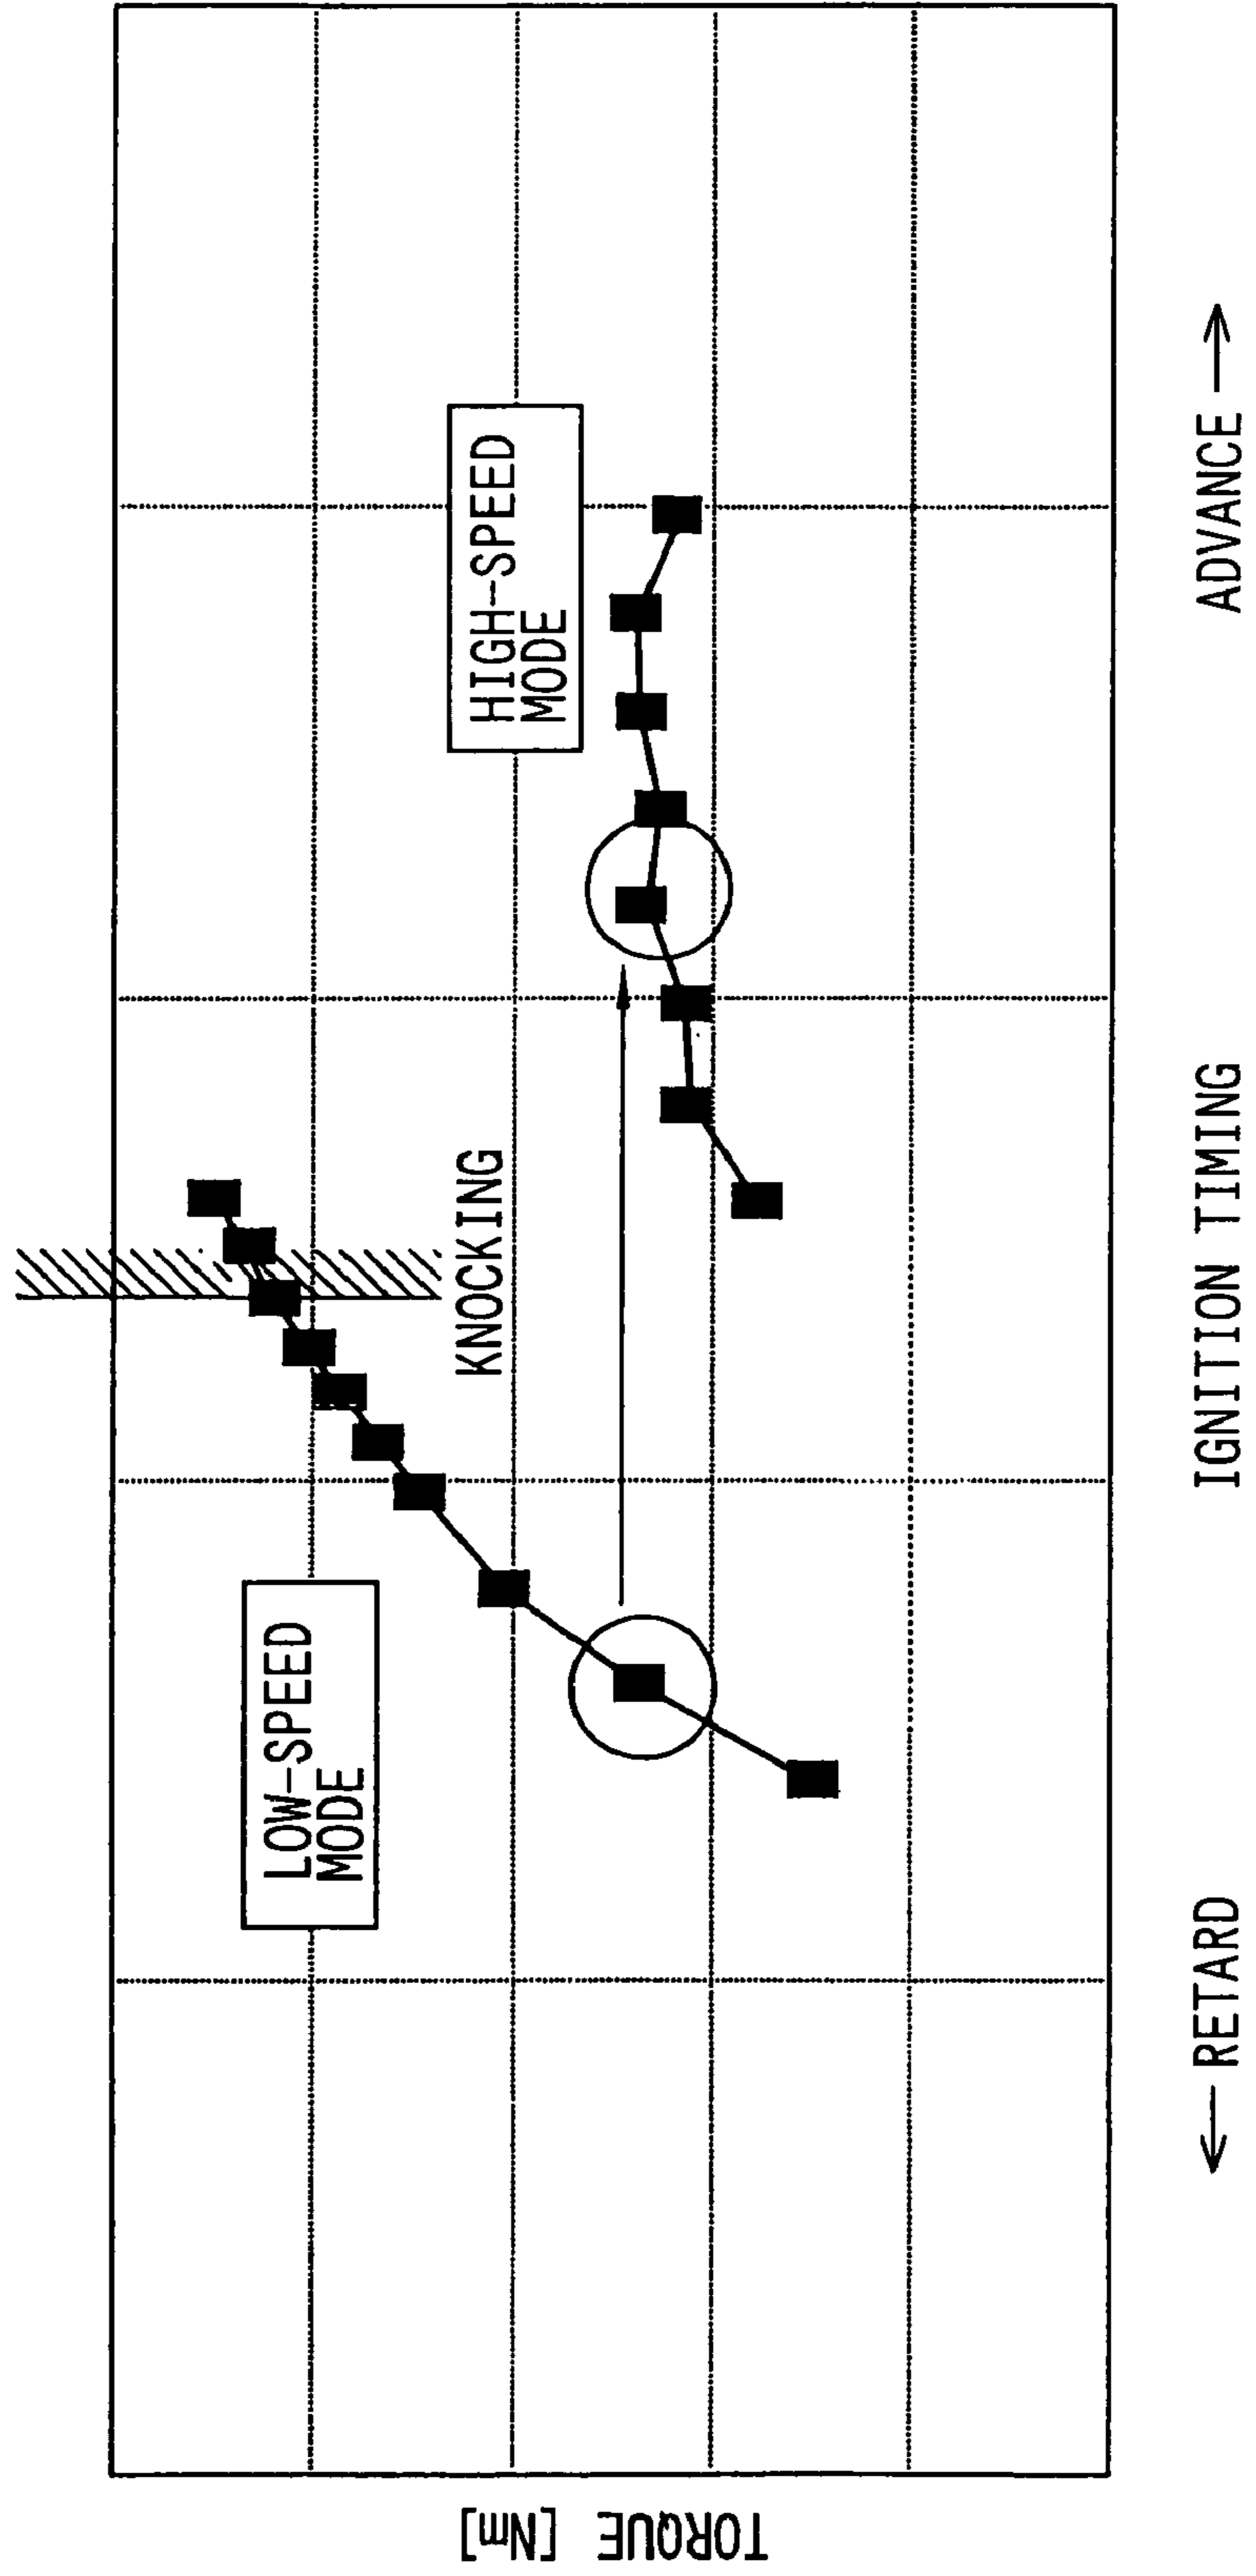 TORQUE [Nm]
LOW-SPEED
MODE
KNOCKING
HIGH-SPEED
MODE
← RETARD
IGNITION TIMING
ADVANCE →